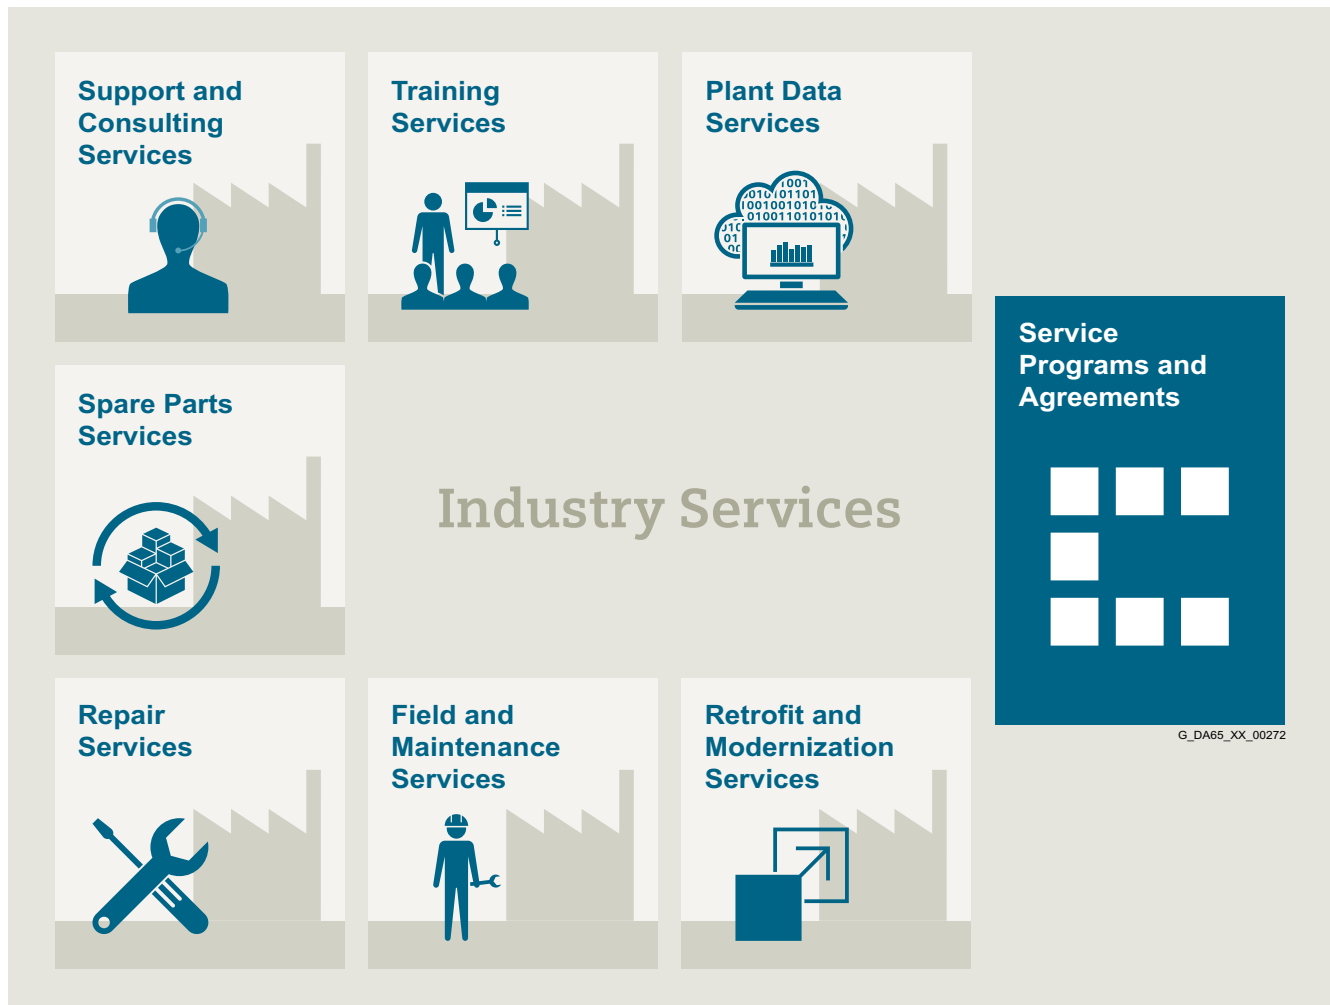 Support and
Consulting
Services
Training
Services
Plant Data
Services
Service
Programs and
Agreements
Spare Parts
Services
Industry Services
Repair
Services
Field and
Maintenance
Services
Retrofit and
Modernization
Services
G_DA65_XX_00272